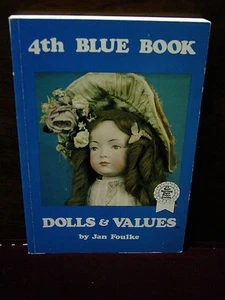 4th BLUE BOOK
DOLLS & VALUES
by Jan Foulke